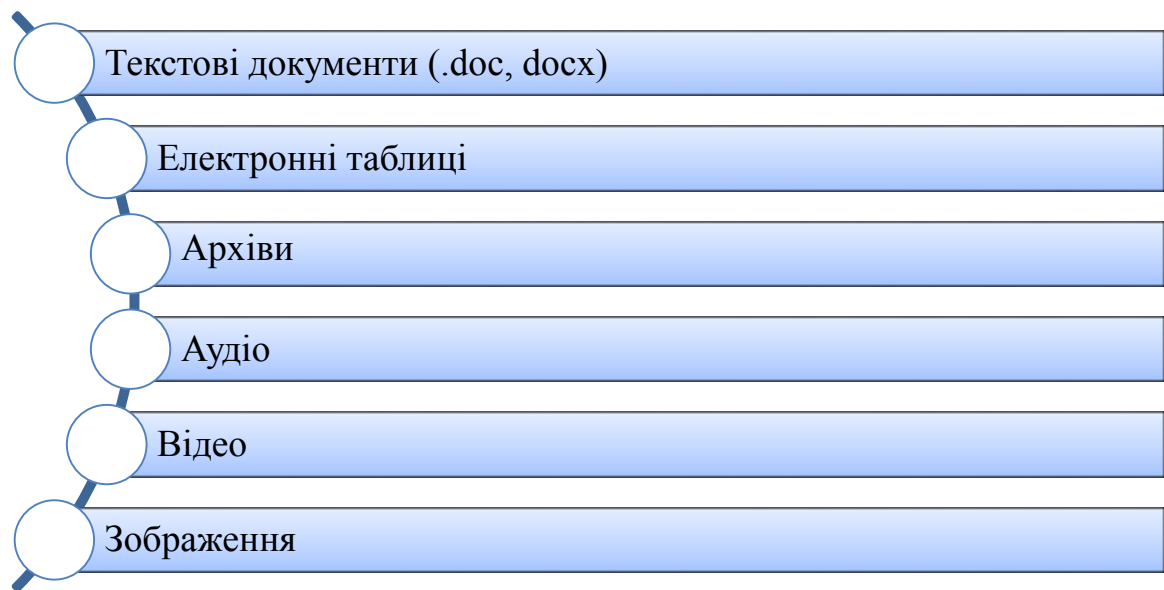 Текстові документи (.doc, docx)
Електронні таблиці
Архіви
Аудіо
Відео
Зображення